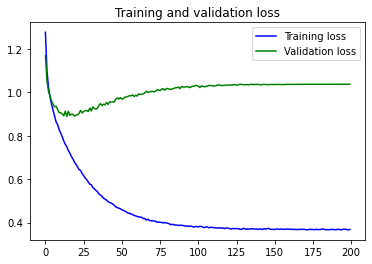 Training and validation loss
Training loss
Validation loss
1.2
1.0
0.8
0.6
0.4
0 25 50 75 100 125 150 175 200